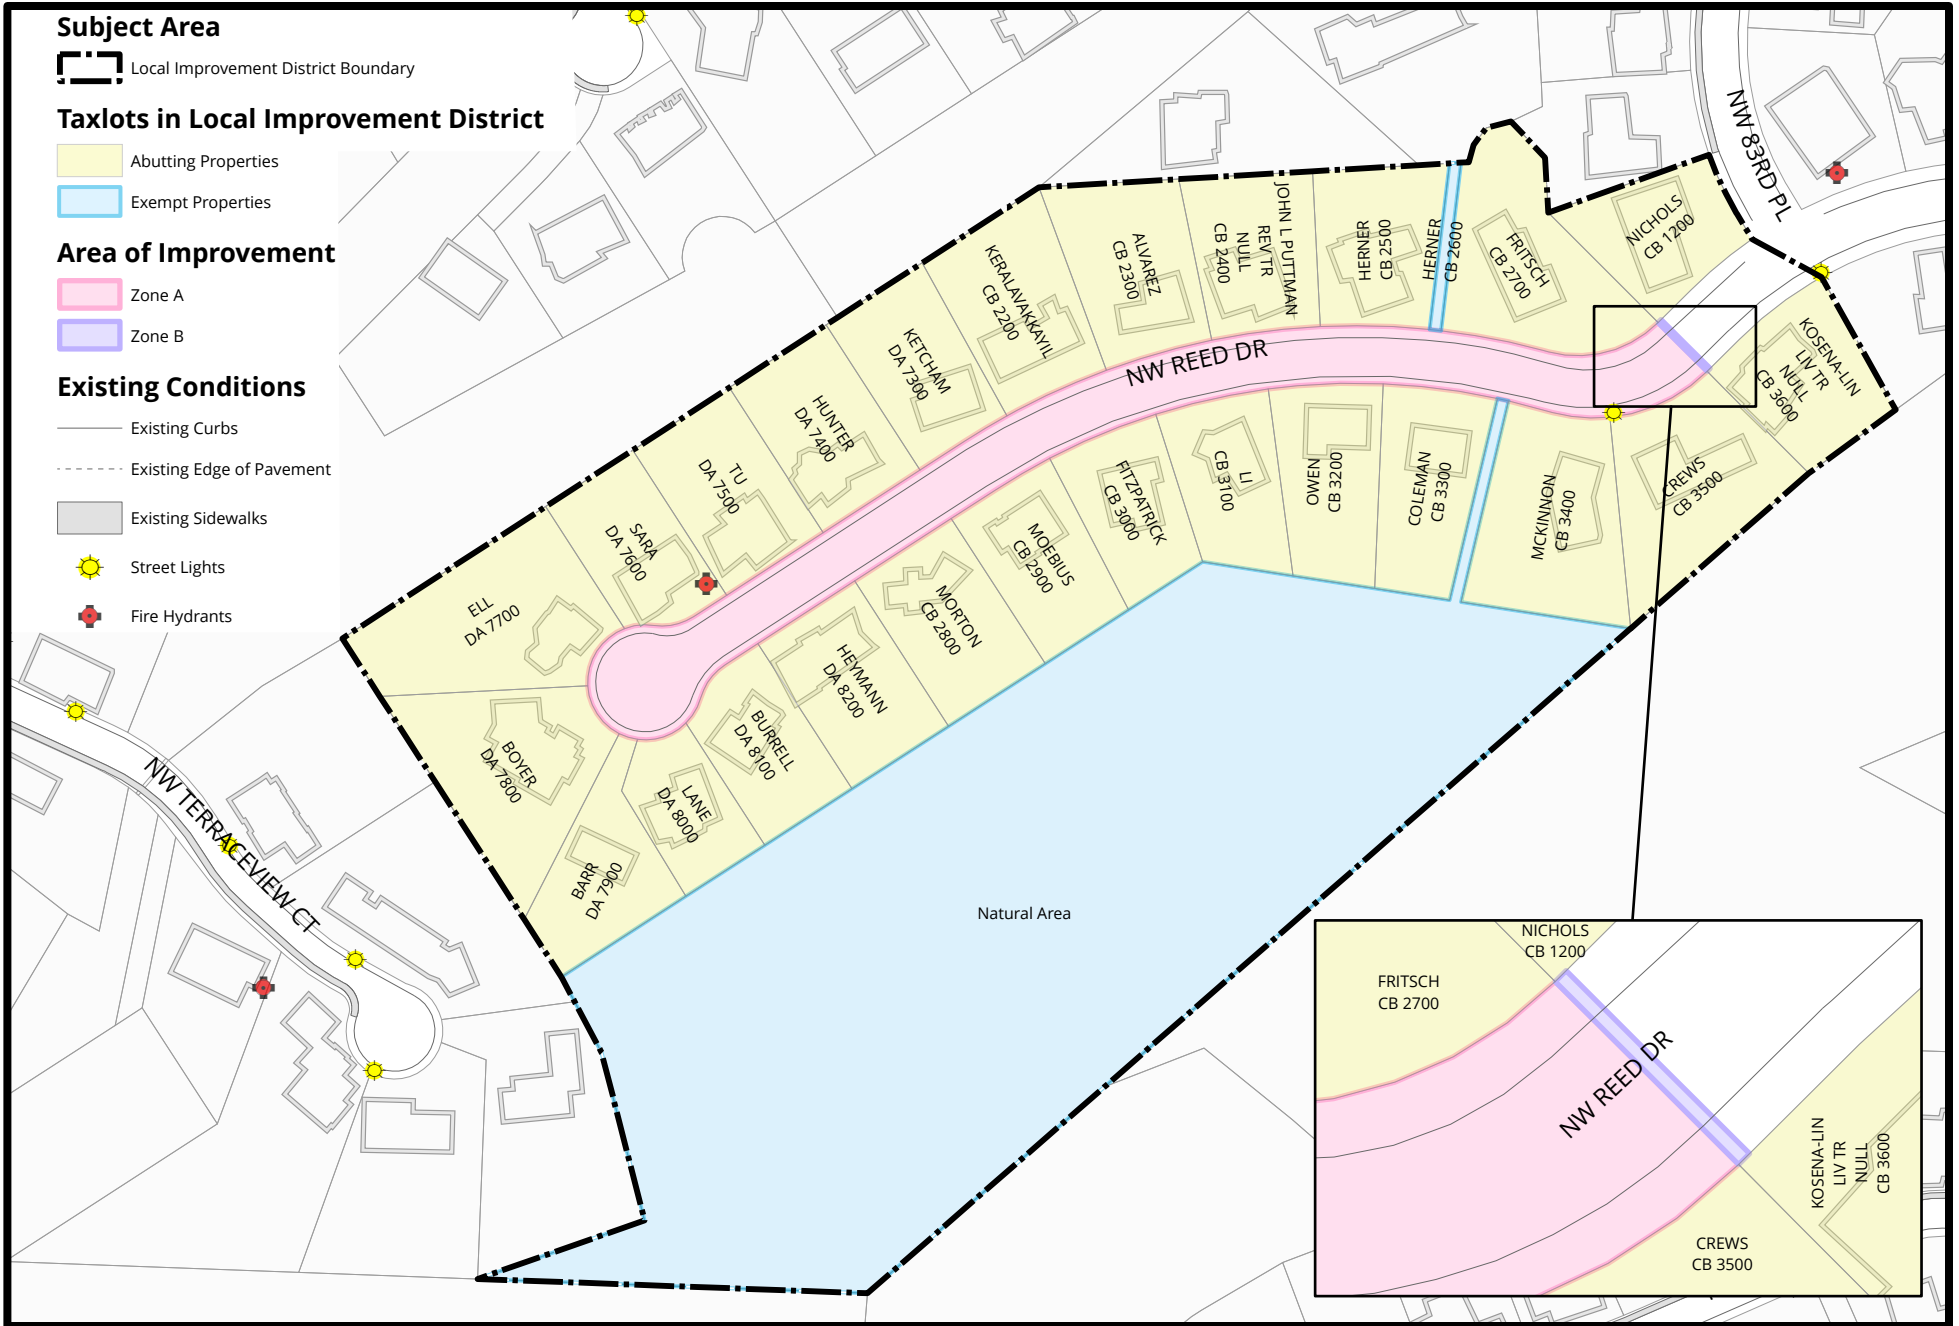 Subject Area
Local Improvement District Boundary
Taxlots in Local Improvement District
Abutting Properties
Exempt Properties
Area of Improvement
Zone A
Zone B
Existing Conditions
Existing Curbs
Existing Edge of Pavement
Existing Sidewalks
Street Lights
Fire Hydrants
NW 83RD PL
NICHOLS
CB 1200
FRITSCH
CB 2700
HERNER
CB 2600
HERNER
CB 2500
JOHN L PUTTMAN
REV TR
NULL
CB 2400
ALVAREZ
CB 2300
KERALAVAKKAYIL
CB 2200
KETCHAM
DA 7300
HUNTER
DA 7400
TU
DA 7500
SARA
DA 7600
ELL
DA 7700
BOYER
DA 7800
BARR
DA 7900
LANE
DA 8000
BURRELL
DA 8100
HEYMANN
DA 8200
MORTON
CB 2800
MOEBIUS
CB 2900
FITZPATRICK
CB 3000
LI
CB 3100
OWEN
CB 3200
COLEMAN
CB 3300
MCKINNON
CB 3400
CREWS
CB 3500
KOSENA-LIN
LIV TR
NULL
CB 3600
NW REED DR
NW TERRACEVIEW CT
Natural Area
NICHOLS
CB 1200
FRITSCH
CB 2700
NW REED DR
KOSENA-LIN
LIV TR
NULL
CB 3600
CREWS
CB 3500